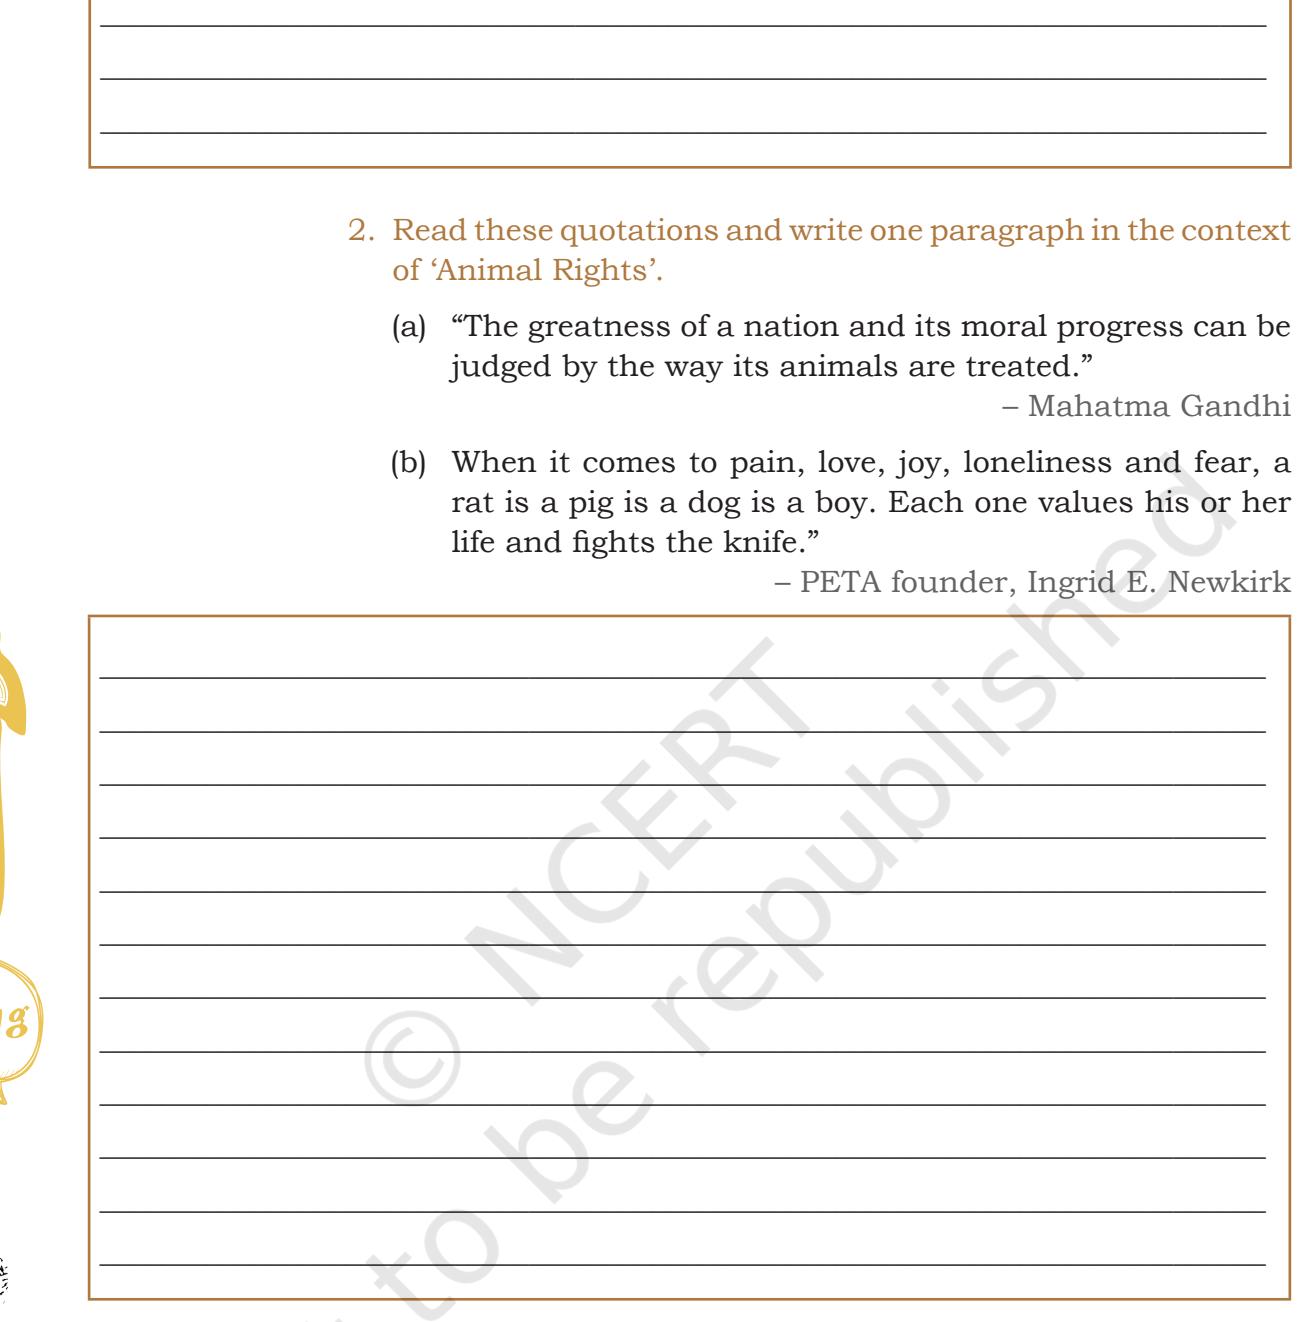 2. Read these quotations and write one paragraph in the context
of ‘Animal Rights’.
(a) “The greatness of a nation and its moral progress can be
judged by the way its animals are treated.”
– Mahatma Gandhi
(b) When it comes to pain, love, joy, loneliness and fear, a
rat is a pig is a dog is a boy. Each one values his or her
life and fights the knife.”
– PETA founder, Ingrid E. Newkirk
© NCERT
to be republished